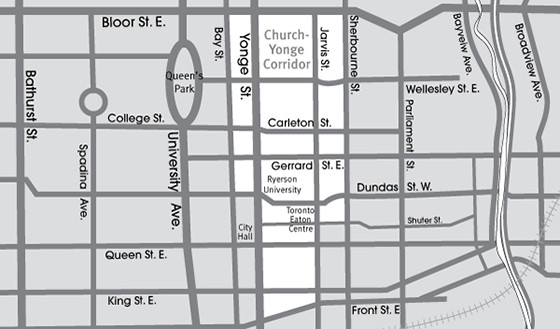 Bloor St. E.
Bay St.
Yonge St.
Church-
Yonge
Corridor
Jarvis St.
Sherbourne St.
Bayveiw Ave.
Broadview Ave.
Bathurst St.
Queen's
Park
Wellesley St. E.
College St.
Carleton St.
Parliament St.
Spadina Ave.
University Ave.
Gerrard St. E.
Ryerson
University
Dundas St. W.
Toronto
Eaton
Centre
Shuter St.
City
Hall
Queen St. E.
King St. E.
Front St. E